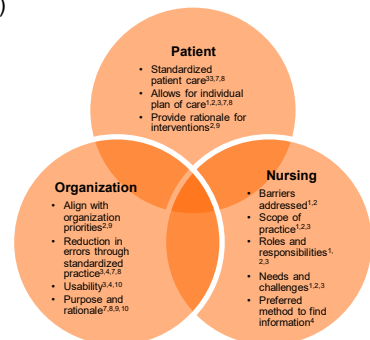 )
Patient
• Standardized
patient care³³,⁷,⁸
• Allows for individual
plan of care¹,²,³,⁷,⁸
• Provide rationale for
interventions²,⁹
Organization
• Align with
organization
priorities²,⁹
• Reduction in
errors through
standardized
practice³,⁴,⁷,⁸
• Usability³,⁴,¹⁰
• Purpose and
rationale⁷,⁸,⁹,¹⁰
Nursing
• Barriers
addressed¹,²
• Scope of
practice¹,²,³
• Roles and
responsibilities¹,
²,³
• Needs and
challenges¹,²,³
• Preferred
method to find
information⁴